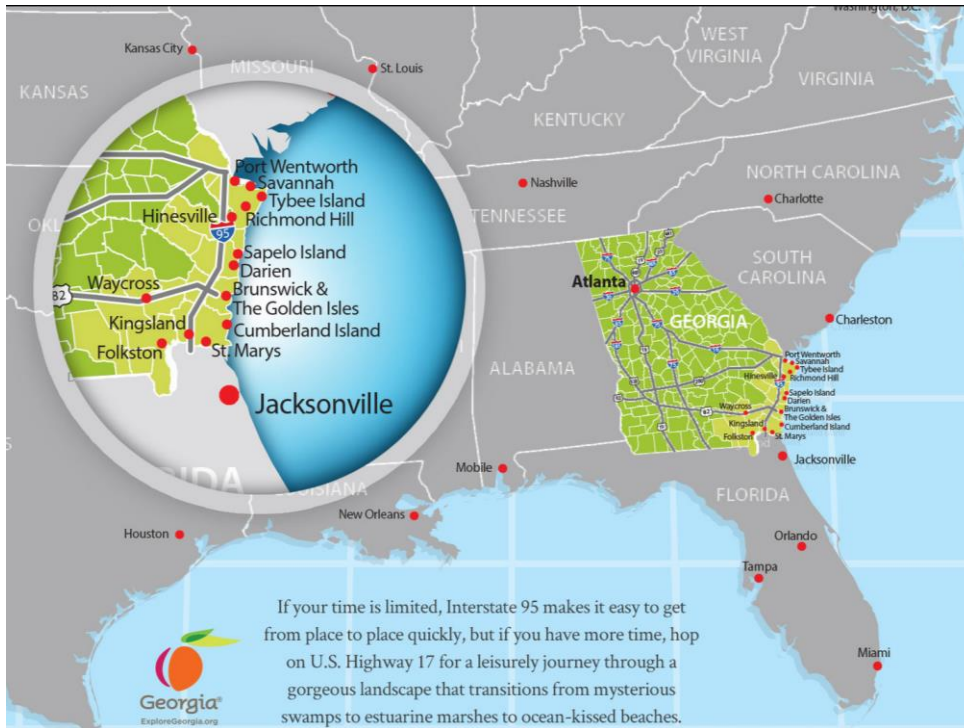 Washington, D.C.
Kansas City
MISSOURI
St. Louis
KANSAS
WEST
VIRGINIA
VIRGINIA
KENTUCKY
Nashville
NORTH CAROLINA
Charlotte
TENNESSEE
OKL
SOUTH
CAROLINA
Charleston
Port Wentworth
Savannah
Tybee Island
Hinesville
Richmond Hill
95
Sapelo Island
Darien
Waycross
82
Brunswick &
The Golden Isles
Kingsland
Cumberland Island
Folkston
St. Marys
Jacksonville
RIDA
LOUISIANA
ALABAMA
Atlanta
GEORGIA
Port Wentworth
Savannah
Tybee Island
Hinesville
Richmond Hill
Sapelo Island
Darien
Waycross
82
Brunswick &
The Golden Isles
Kingsland
Cumberland Island
Folkston
St. Marys
Jacksonville
Mobile
FLORIDA
New Orleans
Houston
Orlando
Tampa
Miami
If your time is limited, Interstate 95 makes it easy to get
from place to place quickly, but if you have more time, hop
on U.S. Highway 17 for a leisurely journey through a
gorgeous landscape that transitions from mysterious
swamps to estuarine marshes to ocean-kissed beaches.
Georgia®
ExploreGeorgia.org